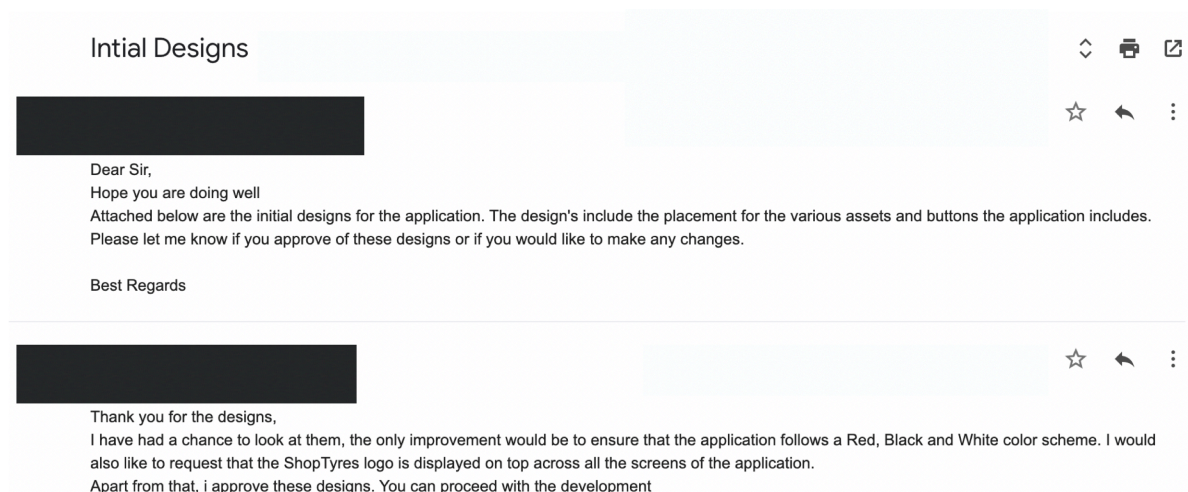 Intial Designs
Dear Sir,
Hope you are doing well
Attached below are the initial designs for the application. The design's include the placement for the various assets and buttons the application includes.
Please let me know if you approve of these designs or if you would like to make any changes.
Best Regards
Thank you for the designs,
I have had a chance to look at them, the only improvement would be to ensure that the application follows a Red, Black and White color scheme. I would
also like to request that the ShopTyres logo is displayed on top across all the screens of the application.
Apart from that, i approve these designs. You can proceed with the development